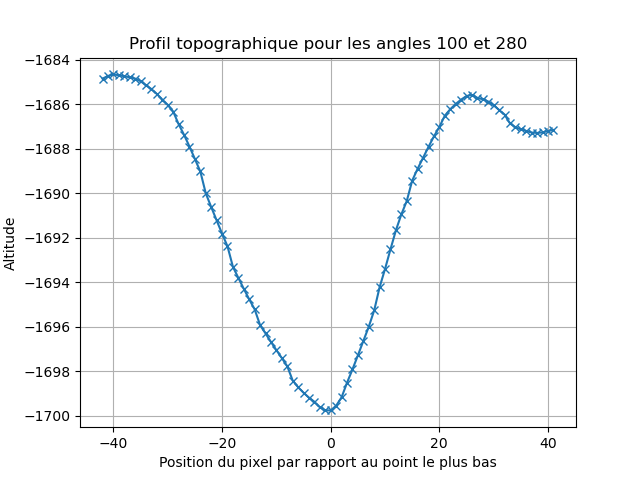 Profil topographique pour les angles 100 et 280
Altitude
−1684
−1686
−1688
−1690
−1692
−1694
−1696
−1698
−1700
−40 −20 0 20 40
Position du pixel par rapport au point le plus bas